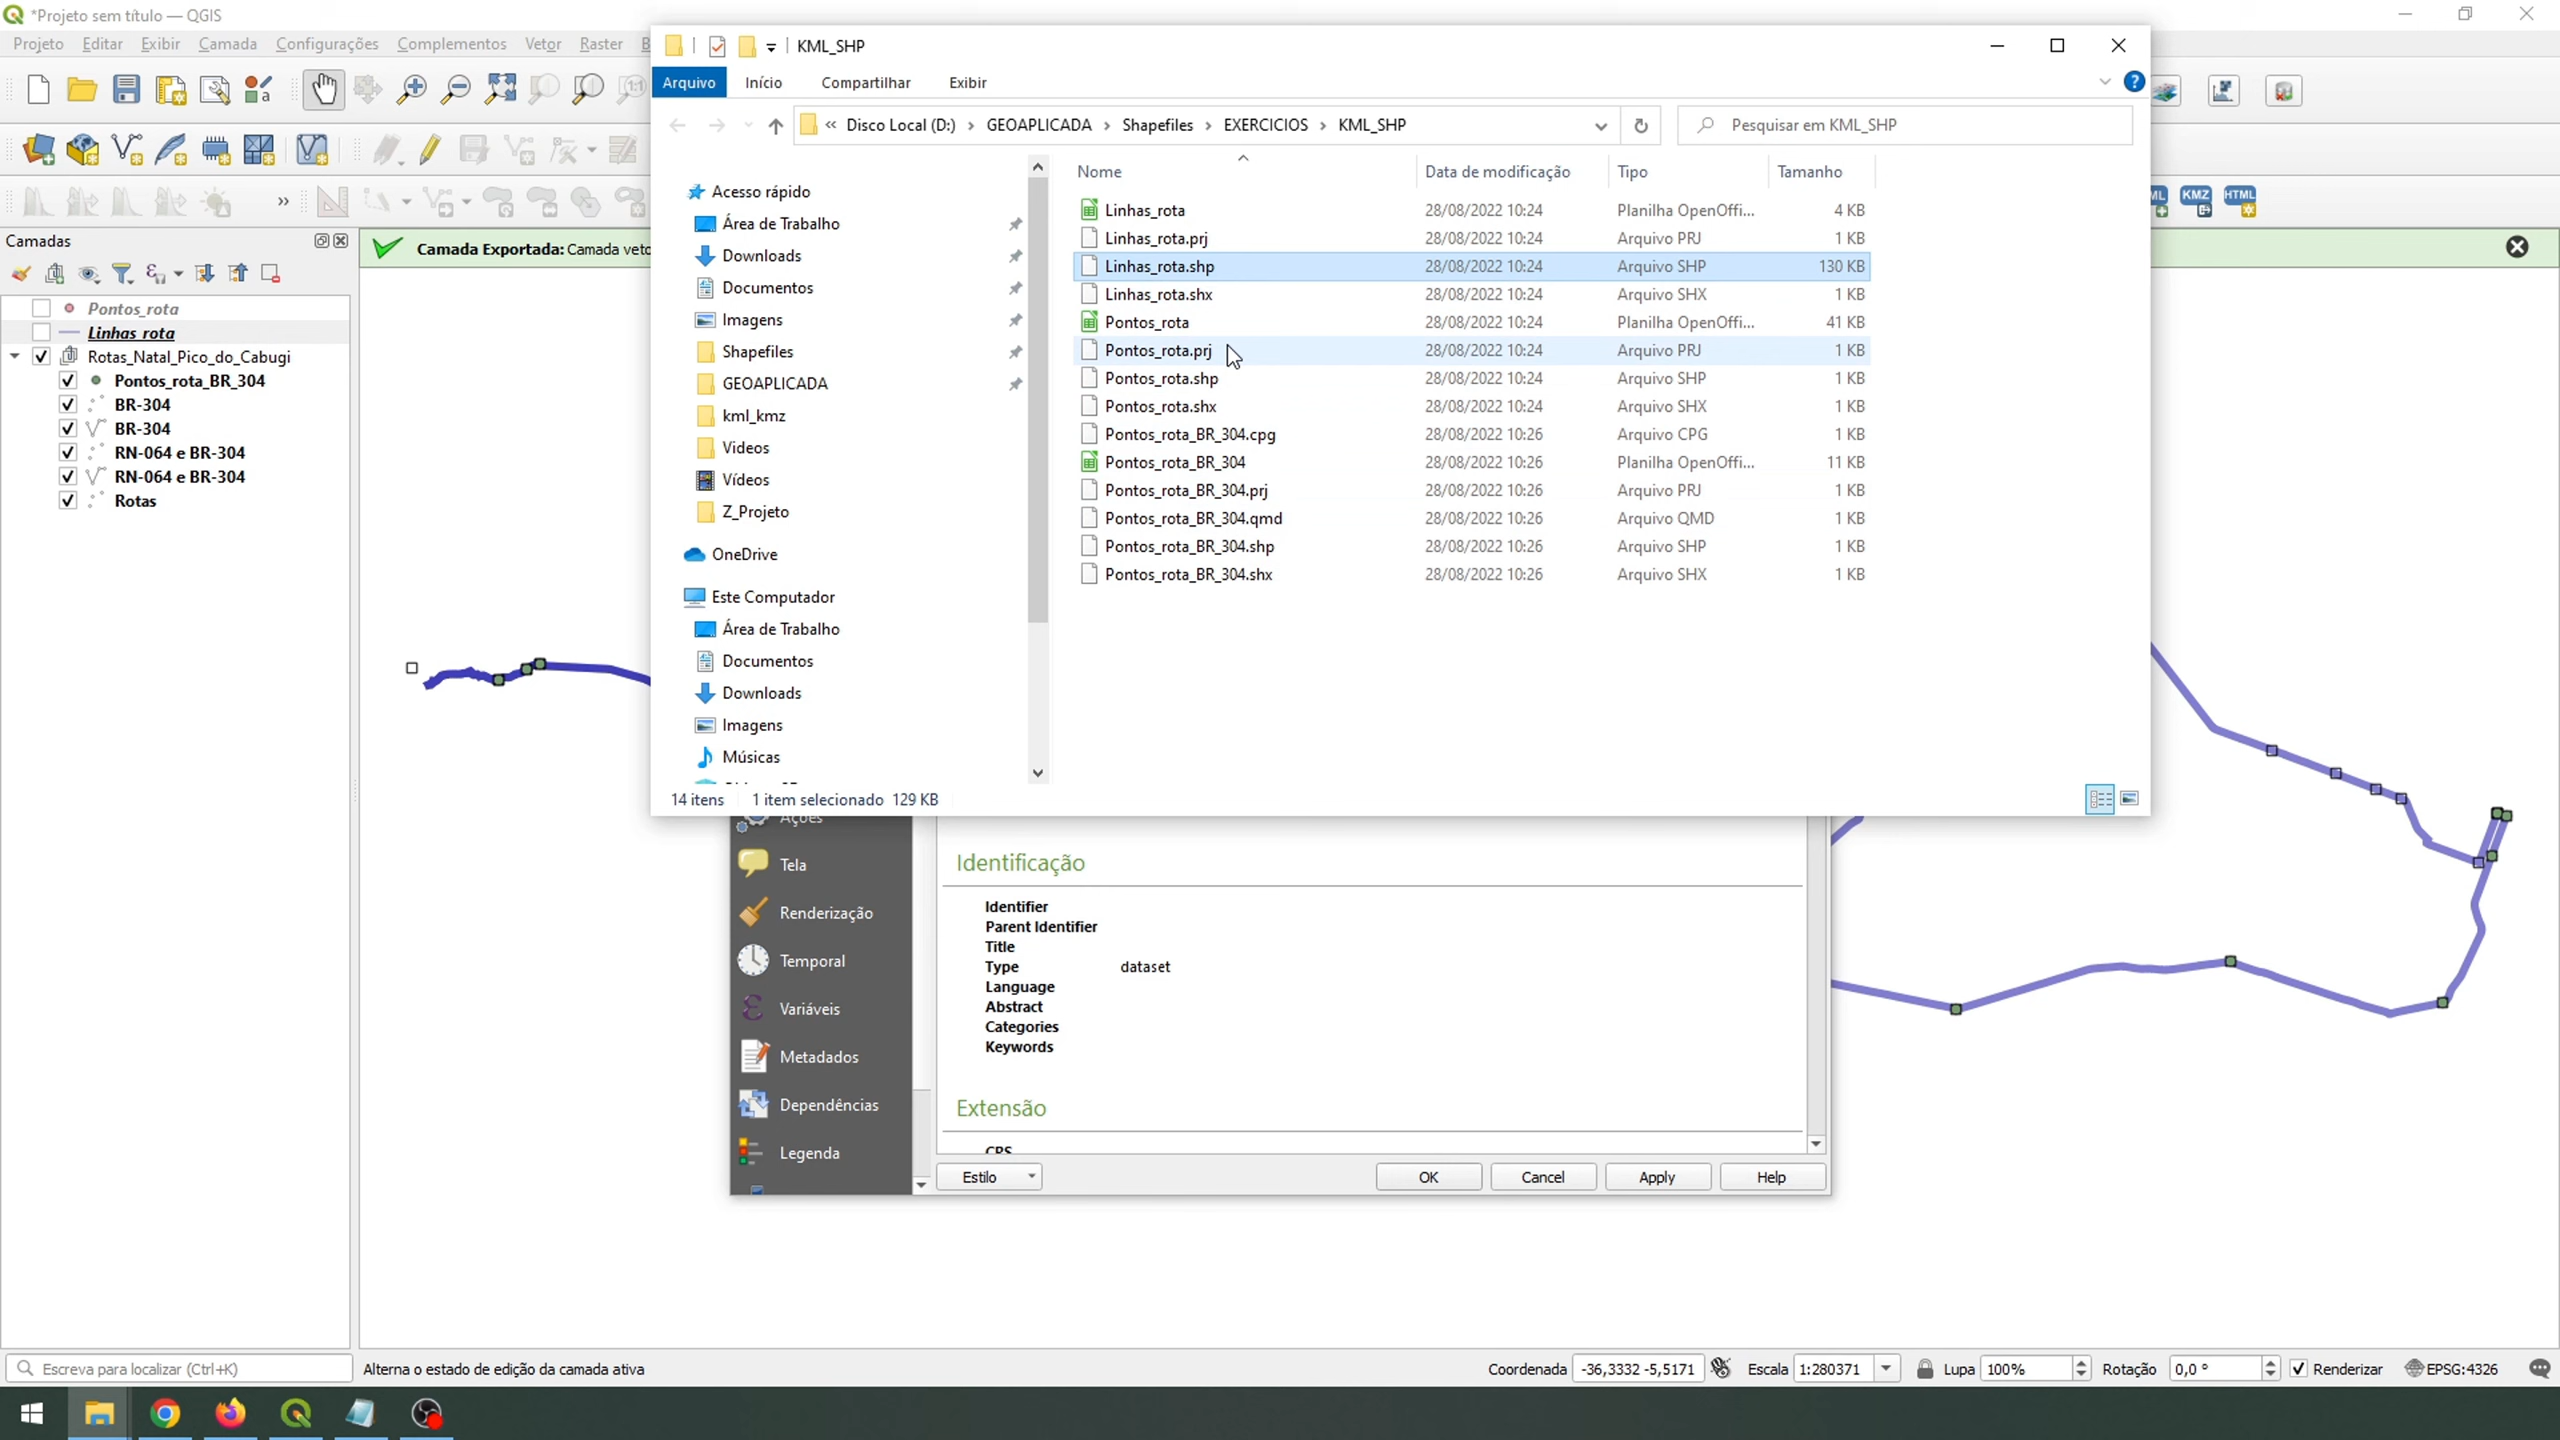 *Projeto sem título — QGIS
Projeto Editar Exibir Camada Configurações Complementos Vetor Raster
KML_SHP
Arquivo Início Compartilhar Exibir
« Disco Local (D:) › GEOAPLICADA › Shapefiles › EXERCICIOS › KML_SHP
Pesquisar em KML_SHP
KMZ HTML
Camadas
Camada Exportada: Camada veto
Pontos_rota
Linhas_rota
Rotas_Natal_Pico_do_Cabugi
Pontos_rota_BR_304
BR-304
BR-304
RN-064 e BR-304
RN-064 e BR-304
Rotas
Acesso rápido
Área de Trabalho
Downloads
Documentos
Imagens
Shapefiles
GEOAPLICADA
kml_kmz
Videos
Vídeos
Z_Projeto
OneDrive
Este Computador
Área de Trabalho
Documentos
Downloads
Imagens
Músicas
Nome Data de modificação Tipo Tamanho
Linhas_rota 28/08/2022 10:24 Planilha OpenOffi... 4 KB
Linhas_rota.prj 28/08/2022 10:24 Arquivo PRJ 1 KB
Linhas_rota.shp 28/08/2022 10:24 Arquivo SHP 130 KB
Linhas_rota.shx 28/08/2022 10:24 Arquivo SHX 1 KB
Pontos_rota 28/08/2022 10:24 Planilha OpenOffi... 41 KB
Pontos_rota.prj 28/08/2022 10:24 Arquivo PRJ 1 KB
Pontos_rota.shp 28/08/2022 10:24 Arquivo SHP 1 KB
Pontos_rota.shx 28/08/2022 10:24 Arquivo SHX 1 KB
Pontos_rota_BR_304.cpg 28/08/2022 10:26 Arquivo CPG 1 KB
Pontos_rota_BR_304 28/08/2022 10:26 Planilha OpenOffi... 11 KB
Pontos_rota_BR_304.prj 28/08/2022 10:26 Arquivo PRJ 1 KB
Pontos_rota_BR_304.qmd 28/08/2022 10:26 Arquivo QMD 1 KB
Pontos_rota_BR_304.shp 28/08/2022 10:26 Arquivo SHP 1 KB
Pontos_rota_BR_304.shx 28/08/2022 10:26 Arquivo SHX 1 KB
14 itens 1 item selecionado 129 KB
Ações
Tela
Renderização
Temporal
Variáveis
Metadados
Dependências
Legenda
Identificação
Identifier
Parent Identifier
Title
Type dataset
Language
Abstract
Categories
Keywords
Extensão
CRS
Estilo OK Cancel Apply Help
Escreva para localizar (Ctrl+K) Alterna o estado de edição da camada ativa Coordenada -36,3332 -5,5171 Escala 1:280371 Lupa 100% Rotação 0,0 ° Renderizar EPSG:4326